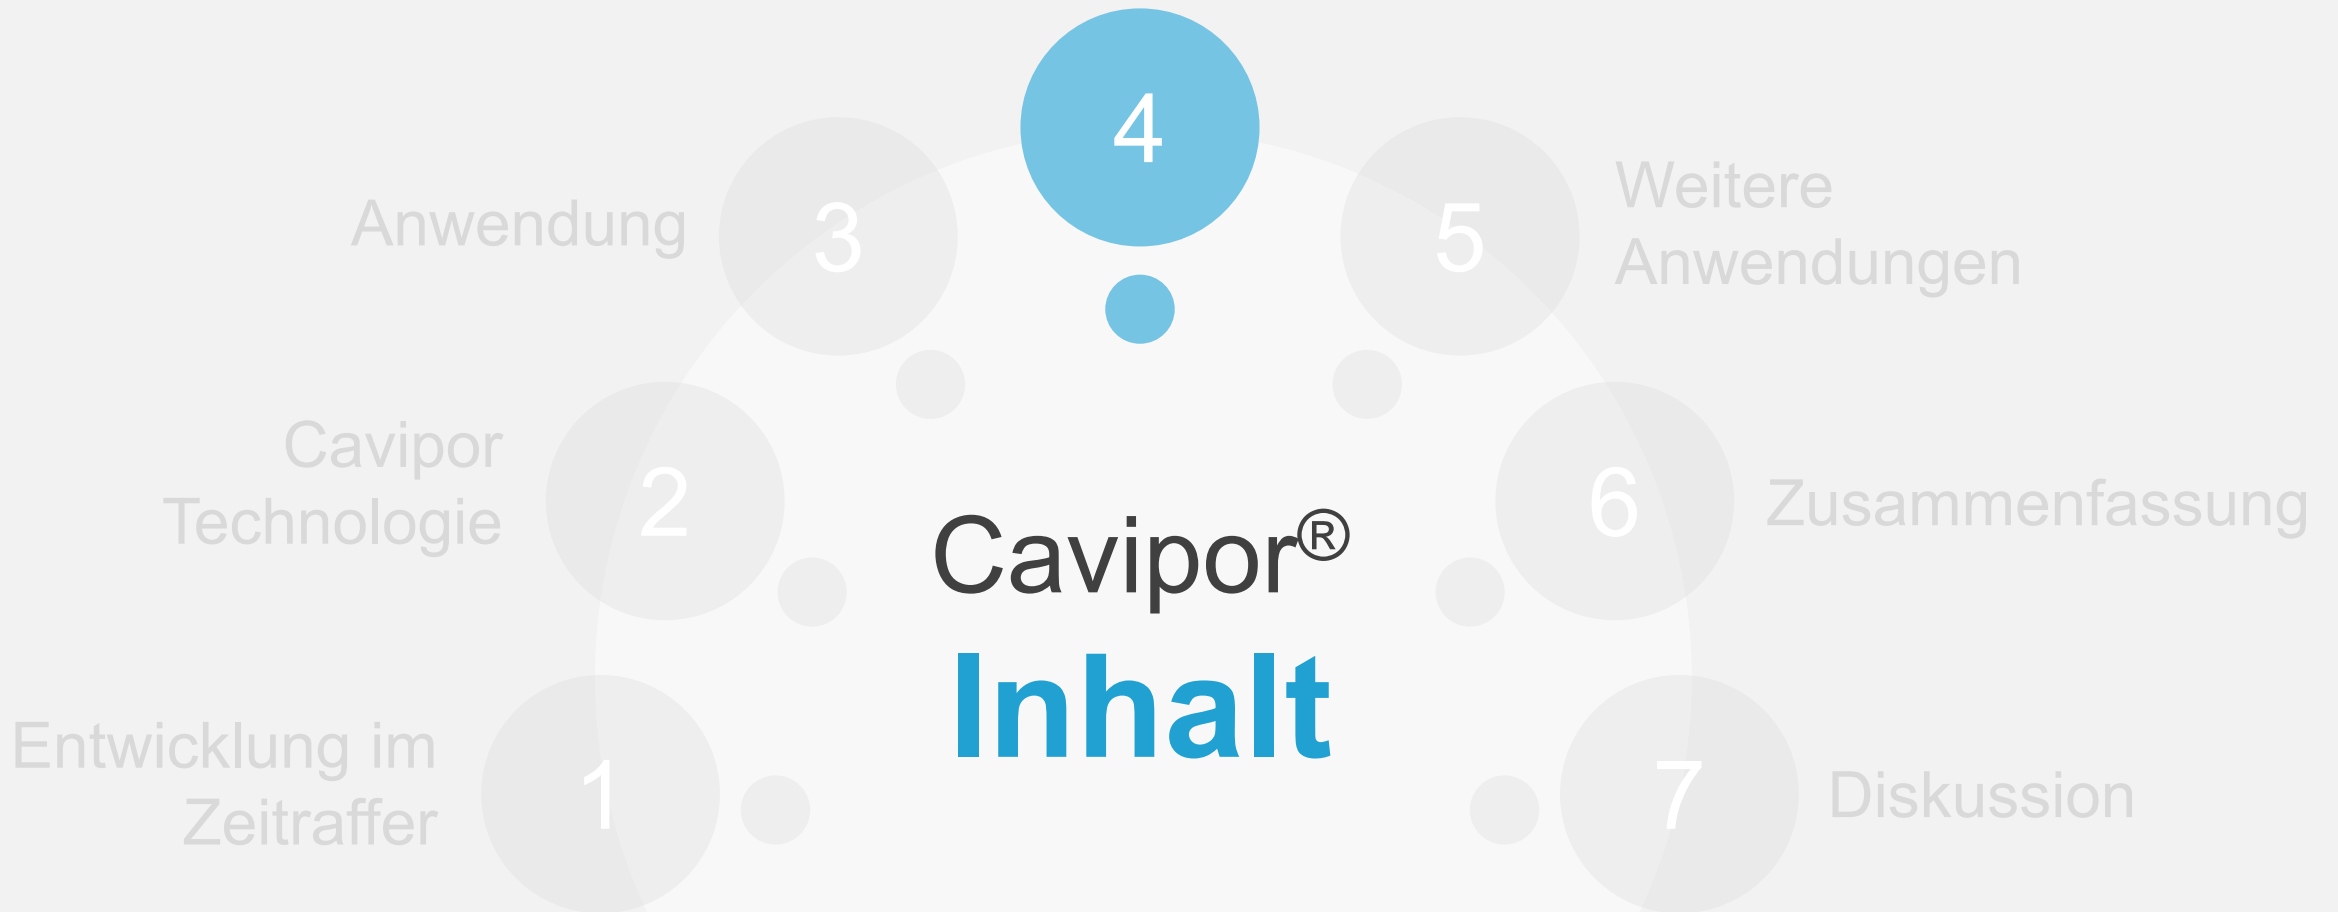 4
3
Anwendung
5
Weitere
Anwendungen
2
Cavipor
Technologie
6
Zusammenfassung
Cavipor®
Inhalt
1
Entwicklung im
Zeitraffer
7
Diskussion